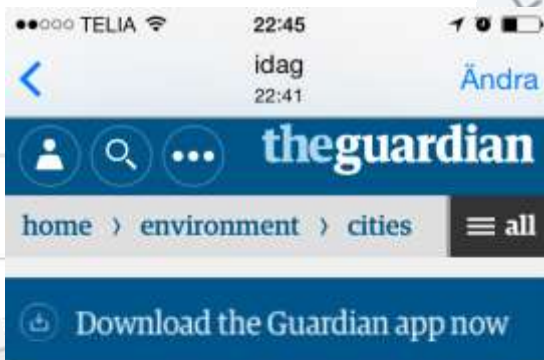 TELIA 22:45
idag
22:41
Ändra
theguardian
home > environment > cities ≡ all
Download the Guardian app now